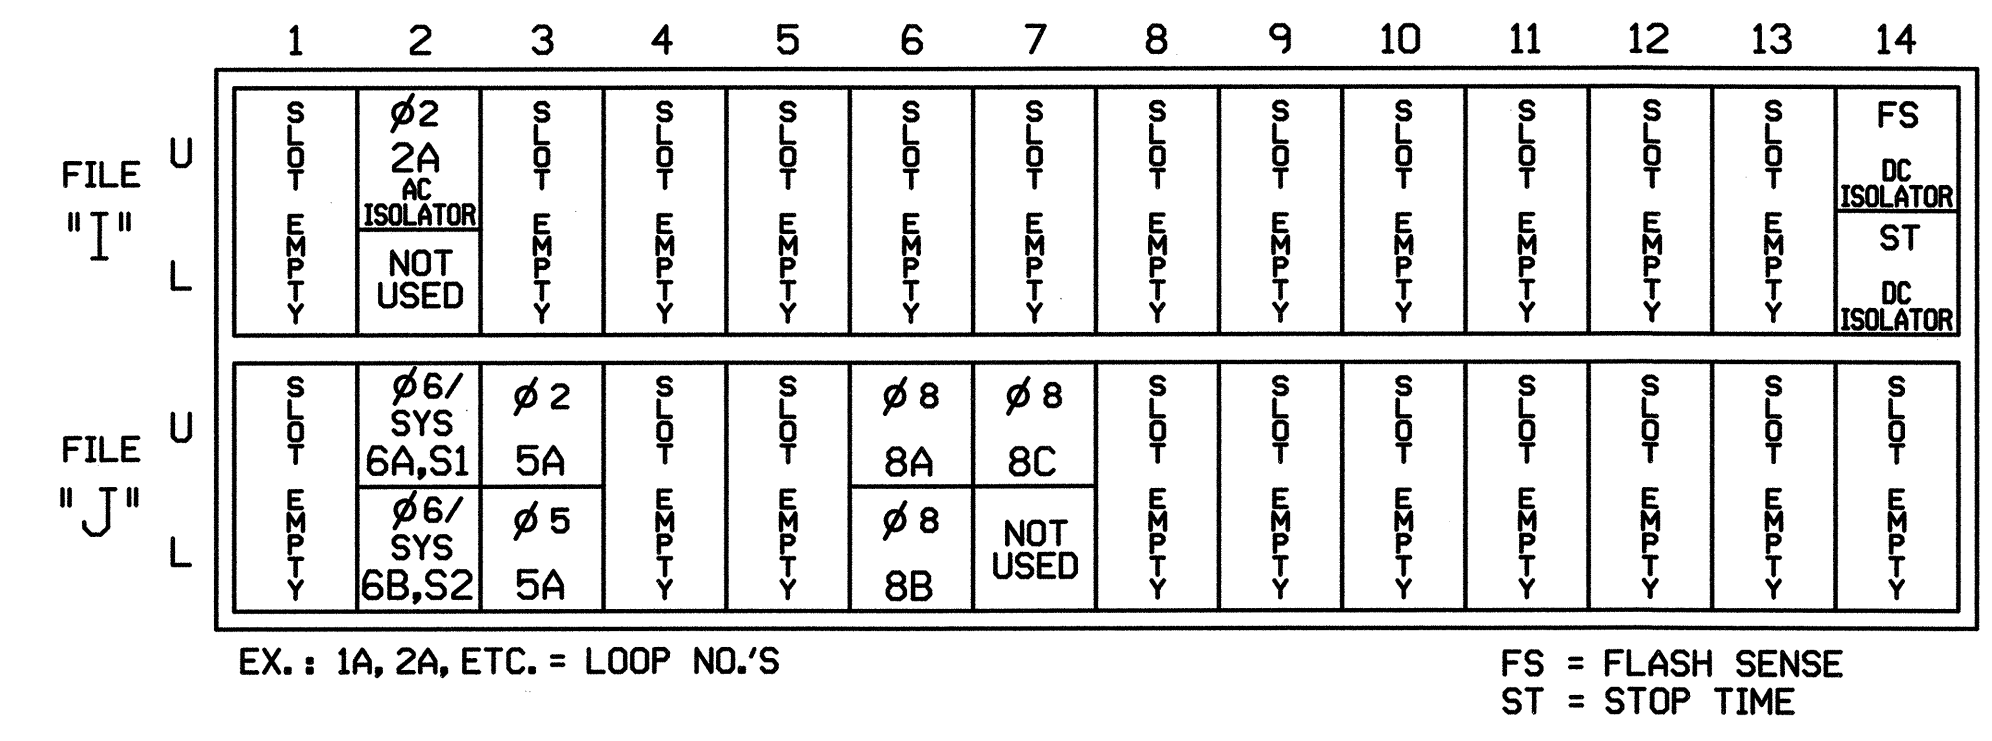 1 2 3 4 5 6 7 8 9 10 11 12 13 14
FILE "I"
U
L
SLOT EMPTY
Ø2
2A
AC
ISOLATOR
NOT
USED
SLOT EMPTY
SLOT EMPTY
SLOT EMPTY
SLOT EMPTY
SLOT EMPTY
SLOT EMPTY
SLOT EMPTY
SLOT EMPTY
SLOT EMPTY
SLOT EMPTY
SLOT EMPTY
FS
DC
ISOLATOR
ST
DC
ISOLATOR
FILE "J"
U
L
SLOT EMPTY
Ø6/
SYS
6A,S1
Ø6/
SYS
6B,S2
Ø 2
5A
Ø 5
5A
SLOT EMPTY
SLOT EMPTY
Ø 8
8A
Ø 8
8B
Ø 8
8C
NOT
USED
SLOT EMPTY
SLOT EMPTY
SLOT EMPTY
SLOT EMPTY
SLOT EMPTY
SLOT EMPTY
SLOT EMPTY
EX.: 1A, 2A, ETC. = LOOP NO.'S
FS = FLASH SENSE
ST = STOP TIME